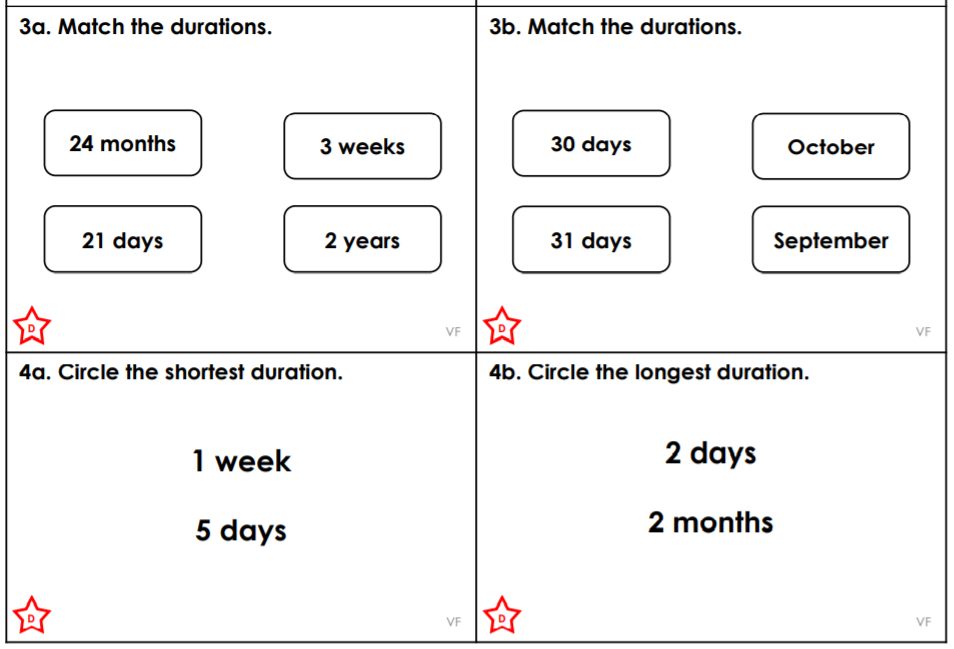 3a. Match the durations.
24 months
3 weeks
21 days
2 years
D
VF
3b. Match the durations.
30 days
October
31 days
September
D
VF
4a. Circle the shortest duration.
1 week
5 days
D
VF
4b. Circle the longest duration.
2 days
2 months
D
VF